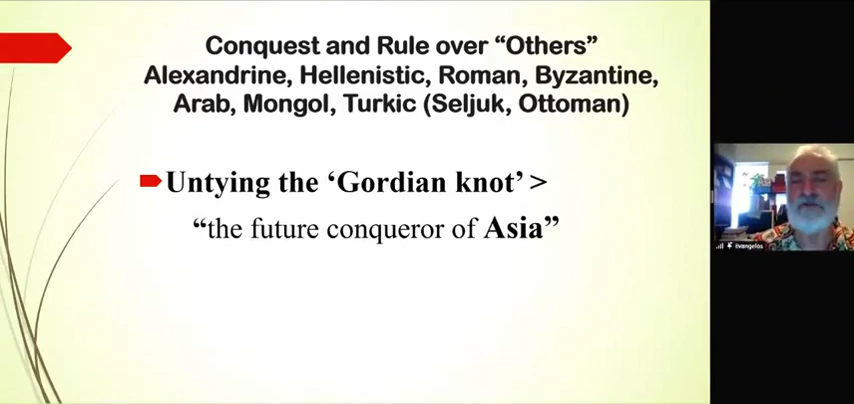 Conquest and Rule over “Others”
Alexandrine, Hellenistic, Roman, Byzantine,
Arab, Mongol, Turkic (Seljuk, Ottoman)
Untying the ‘Gordian knot’ >
“the future conqueror of Asia”
Evangelos